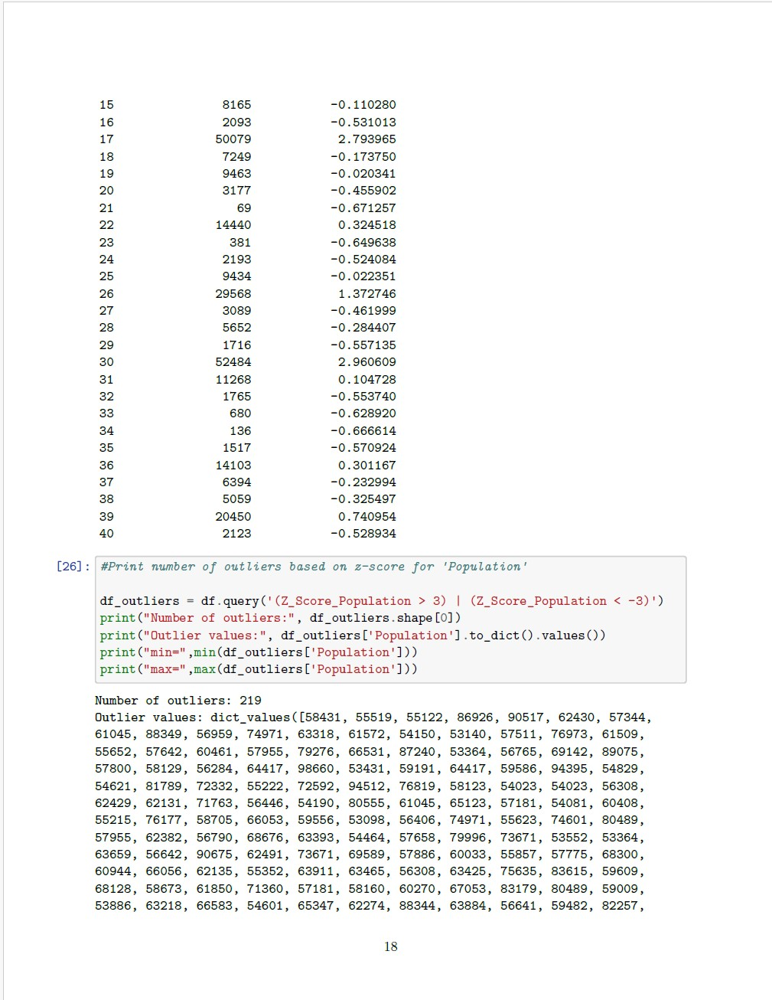 15 8165 -0.110280
16 2093 -0.531013
17 50079 2.793965
18 7249 -0.173750
19 9463 -0.020341
20 3177 -0.455902
21 69 -0.671257
22 14440 0.324518
23 381 -0.649638
24 2193 -0.524084
25 9434 -0.022351
26 29568 1.372746
27 3089 -0.461999
28 5652 -0.284407
29 1716 -0.557135
30 52484 2.960609
31 11268 0.104728
32 1765 -0.553740
33 680 -0.628920
34 136 -0.666614
35 1517 -0.570924
36 14103 0.301167
37 6394 -0.232994
38 5059 -0.325497
39 20450 0.740954
40 2123 -0.528934
[26]: #Print number of outliers based on z-score for 'Population'
df_outliers = df.query('(Z_Score_Population > 3) | (Z_Score_Population < -3)')
print("Number of outliers:", df_outliers.shape[0])
print("Outlier values:", df_outliers['Population'].to_dict().values())
print("min=",min(df_outliers['Population']))
print("max=",max(df_outliers['Population']))
Number of outliers: 219
Outlier values: dict_values([58431, 55519, 55122, 86926, 90517, 62430, 57344,
61045, 88349, 56959, 74971, 63318, 61572, 54150, 53140, 57511, 76973, 61509,
55652, 57642, 60461, 57955, 79276, 66531, 87240, 53364, 56765, 69142, 89075,
57800, 58129, 56284, 64417, 98660, 53431, 59191, 64417, 59586, 94395, 54829,
54621, 81789, 72332, 55222, 72592, 94512, 76819, 58123, 54023, 54023, 56308,
62429, 62131, 71763, 56446, 54190, 80555, 61045, 65123, 57181, 54081, 60408,
55215, 76177, 58705, 66053, 59556, 53098, 56406, 74971, 55623, 74601, 80489,
57955, 62382, 56790, 68676, 63393, 54464, 57658, 79996, 73671, 53552, 53364,
63659, 56642, 90675, 62491, 73671, 69589, 57886, 60033, 55857, 57775, 68300,
60944, 66056, 62135, 55352, 63911, 63465, 56308, 63425, 75635, 83615, 59609,
68128, 58673, 61850, 71360, 57181, 58160, 60270, 67053, 83179, 80489, 59009,
53886, 63218, 66583, 54601, 65347, 62274, 88344, 63884, 56641, 59482, 82257,
18